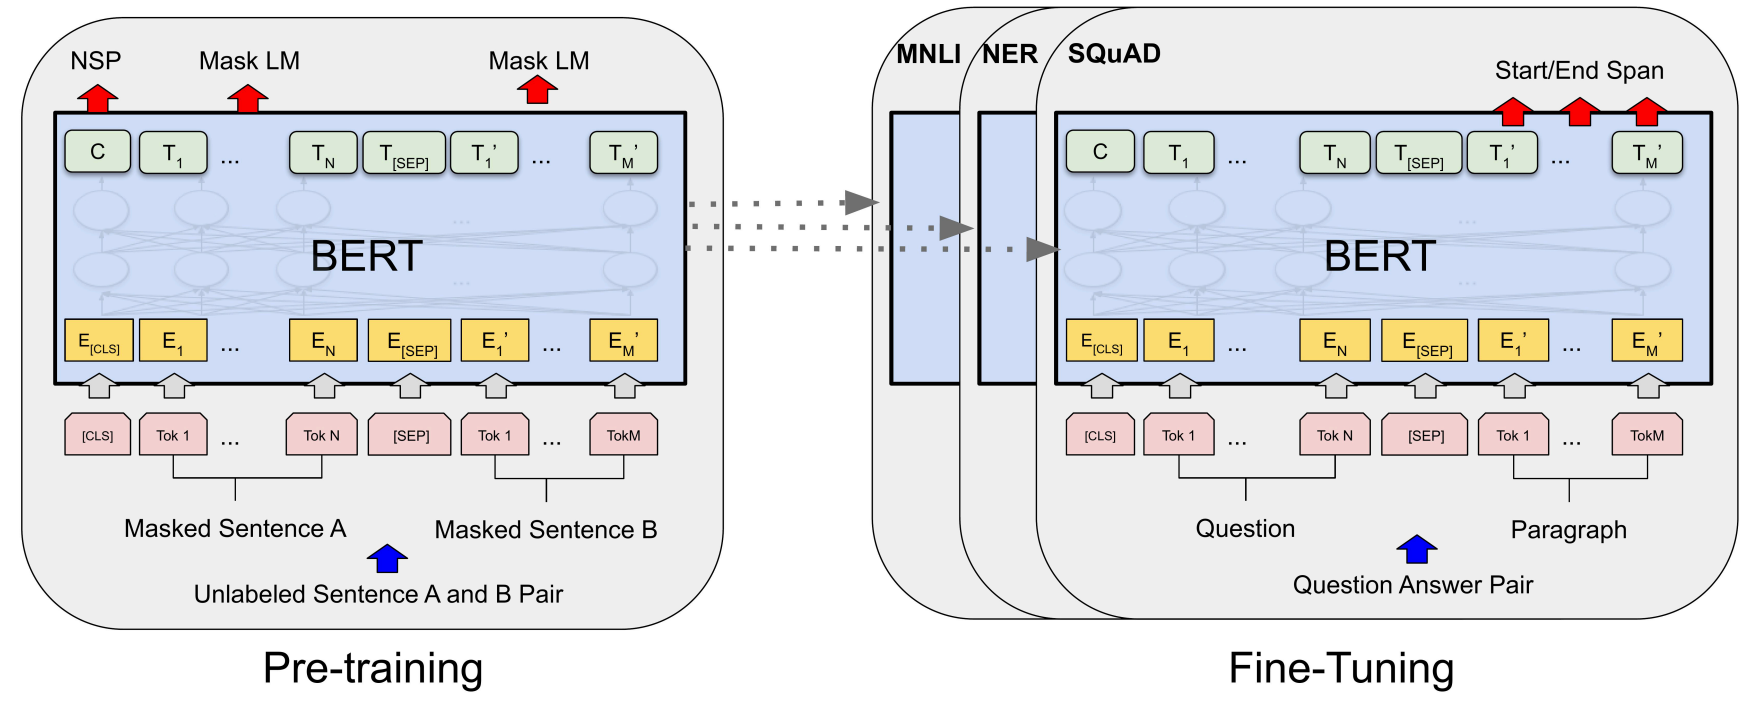 NSP Mask LM Mask LM
C T1 ... TN T[SEP] T1’ ... TM’
...
BERT
...
E[CLS] E1 ... EN E[SEP] E1’ ... EM’
[CLS] Tok 1 ... Tok N [SEP] Tok 1 ... TokM
Masked Sentence A Masked Sentence B
Unlabeled Sentence A and B Pair
Pre-training
MNLI NER SQuAD
Start/End Span
C T1 ... TN T[SEP] T1’ ... TM’
...
BERT
...
E[CLS] E1 ... EN E[SEP] E1’ ... EM’
[CLS] Tok 1 ... Tok N [SEP] Tok 1 ... TokM
Question Paragraph
Question Answer Pair
Fine-Tuning